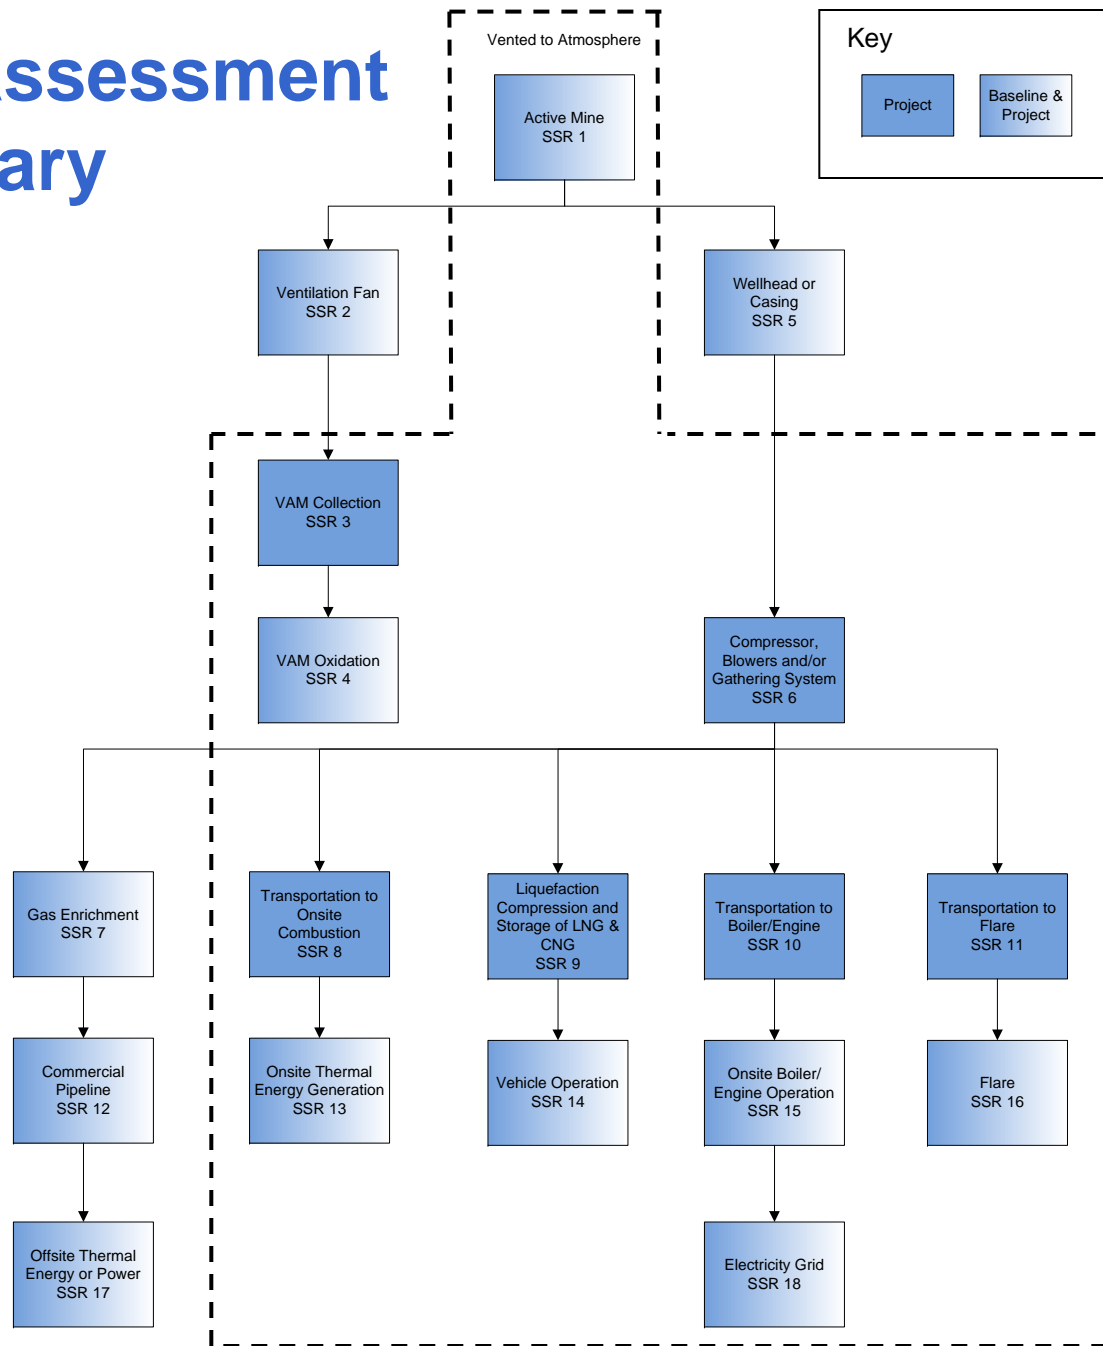 ssessment
ary
Vented to Atmosphere
Key
Project
Baseline &
Project
Active Mine
SSR 1
Ventilation Fan
SSR 2
Wellhead or
Casing
SSR 5
VAM Collection
SSR 3
VAM Oxidation
SSR 4
Compressor,
Blowers and/or
Gathering System
SSR 6
Gas Enrichment
SSR 7
Transportation to
Onsite
Combustion
SSR 8
Liquefaction
Compression and
Storage of LNG &
CNG
SSR 9
Transportation to
Boiler/Engine
SSR 10
Transportation to
Flare
SSR 11
Commercial
Pipeline
SSR 12
Onsite Thermal
Energy Generation
SSR 13
Vehicle Operation
SSR 14
Onsite Boiler/
Engine Operation
SSR 15
Flare
SSR 16
Offsite Thermal
Energy or Power
SSR 17
Electricity Grid
SSR 18